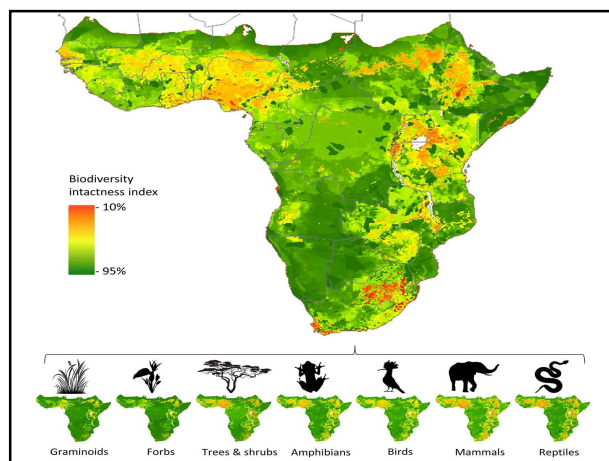 Biodiversity
intactness index
- 10%
- 95%
Graminoids
Forbs
Trees & shrubs
Amphibians
Birds
Mammals
Reptiles